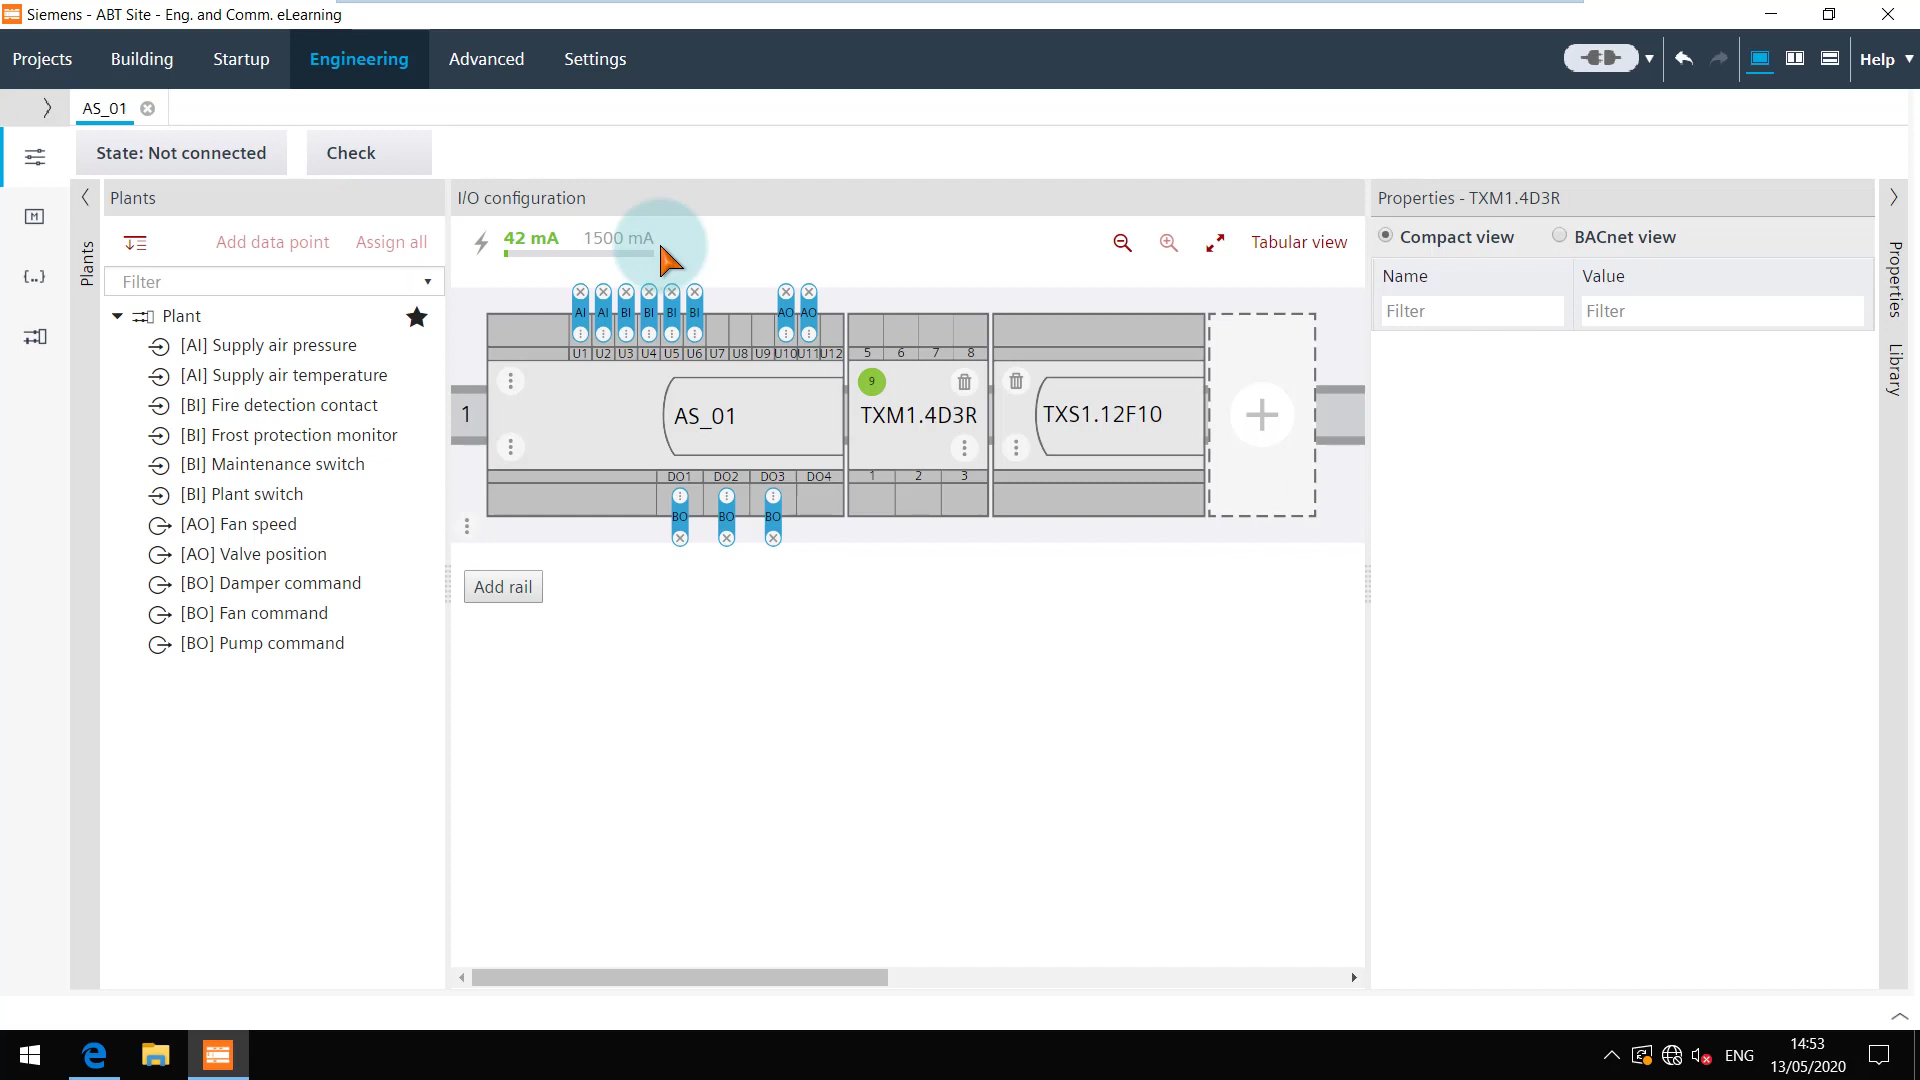 Siemens - ABT Site - Eng. and Comm. eLearning
Projects
Building
Startup
Engineering
Advanced
Settings
Help
AS_01
State: Not connected
Check
Plants
Plants
Add data point
Assign all
Filter
Plant
[AI] Supply air pressure
[AI] Supply air temperature
[BI] Fire detection contact
[BI] Frost protection monitor
[BI] Maintenance switch
[BI] Plant switch
[AO] Fan speed
[AO] Valve position
[BO] Damper command
[BO] Fan command
[BO] Pump command
I/O configuration
42 mA 1500 mA
Tabular view
AI AI BI BI BI BI AO AO
U1 U2 U3 U4 U5 U6 U7 U8 U9 U10 U11 U12 5 6 7 8
9
1 AS_01 TXM1.4D3R TXS1.12F10
DO1 DO2 DO3 DO4 1 2 3
BO BO BO
Add rail
Properties - TXM1.4D3R
Compact view BACnet view
Name Value
Filter Filter
Properties
Library
ENG
14:53
13/05/2020